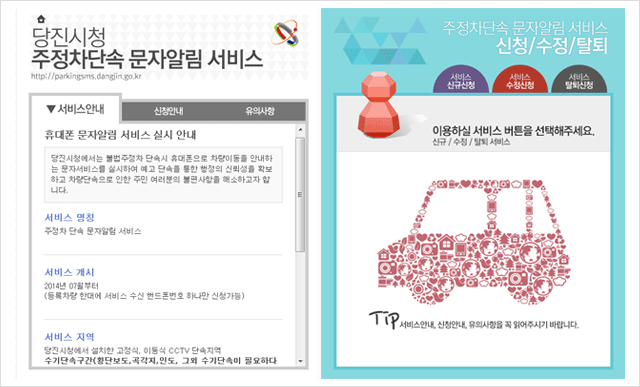 당진시청
주정차단속 문자알림 서비스
http://parkingsms.dangjin.go.kr
▼ 서비스안내
신청안내
유의사항
휴대폰 문자알림 서비스 실시 안내
당진시청에서는 불법주정차 단속시 휴대폰으로 차량이동을 안내하
는 문자서비스를 실시하여 예고 단속을 통한 행정의 신뢰성을 확보
하고 차량단속으로 인한 주민 여러분의 불편사항을 해소하고자 합
니다.
서비스 명칭
주정차 단속 문자알림 서비스
서비스 개시
2014년 07월부터
(등록차량 한대에 서비스 수신 핸드폰번호 하나만 신청가능)
서비스 지역
당진시청에서 설치한 고정식, 이동식 CCTV 단속지역
수기단속구간(횡단보도,곡각지,인도, 그외 수기단속이 필요하다
주정차단속 문자알림 서비스
신청/수정/탈퇴
서비스
신규신청
서비스
수정신청
서비스
탈퇴신청
이용하실 서비스 버튼을 선택해주세요.
신규 / 수정 / 탈퇴 서비스
Tip 서비스안내, 신청안내, 유의사항을 꼭 읽어주시기 바랍니다.